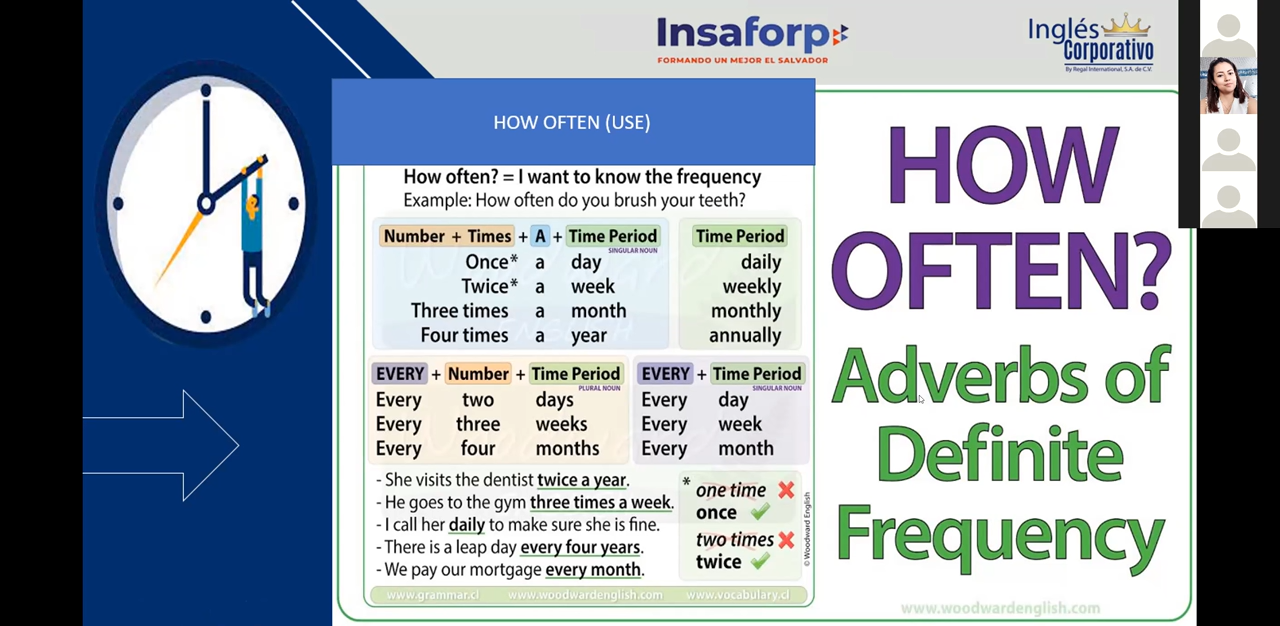 Insaforp
FORMANDO UN MEJOR EL SALVADOR
Inglés
Corporativo
By Regal International, S.A. de C.V.
HOW OFTEN (USE)
How often? = I want to know the frequency
Example: How often do you brush your teeth?
Number + Times + A + Time Period
SINGULAR NOUN
Once* a day
Twice* a week
Three times a month
Four times a year
Time Period
daily
weekly
monthly
annually
EVERY + Number + Time Period
PLURAL NOUN
Every two days
Every three weeks
Every four months
EVERY + Time Period
SINGULAR NOUN
Every day
Every week
Every month
- She visits the dentist twice a year.
- He goes to the gym three times a week.
- I call her daily to make sure she is fine.
- There is a leap day every four years.
- We pay our mortgage every month.
* one time
once
two times
twice
© Woodward English
www.grammar.cl www.woodwardenglish.com www.vocabulary.cl
HOW
OFTEN?
Adverbs of
Definite
Frequency
www.woodwardenglish.com